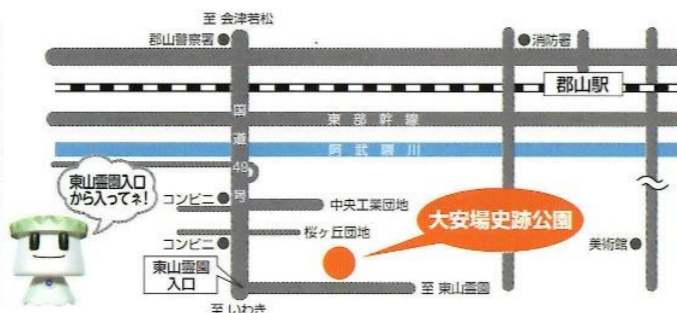 至 会津若松
郡山警察署
消防署
郡山駅
国道49号
東部幹線
阿武隈川
東山霊園入口
から入ってネ!
コンビニ
中央工業団地
大安場史跡公園
桜ヶ丘団地
コンビニ
美術館
東山霊園
入口
至 東山霊園
至 いわき